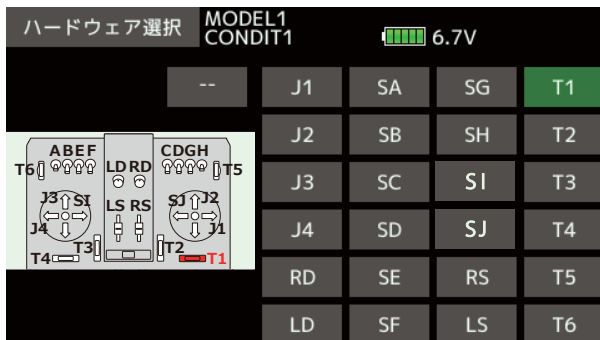 ハードウェア選択 MODEL1
CONDIT1 6.7V
-- J1 SA SG T1
J2 SB SH T2
J3 SC SI T3
J4 SD SJ T4
RD SE RS T5
LD SF LS T6
ABEF CDGH
T6 LD RD T5
J3 SI LS RS SJ J2
J4 J1
T3 T2
T4 T1